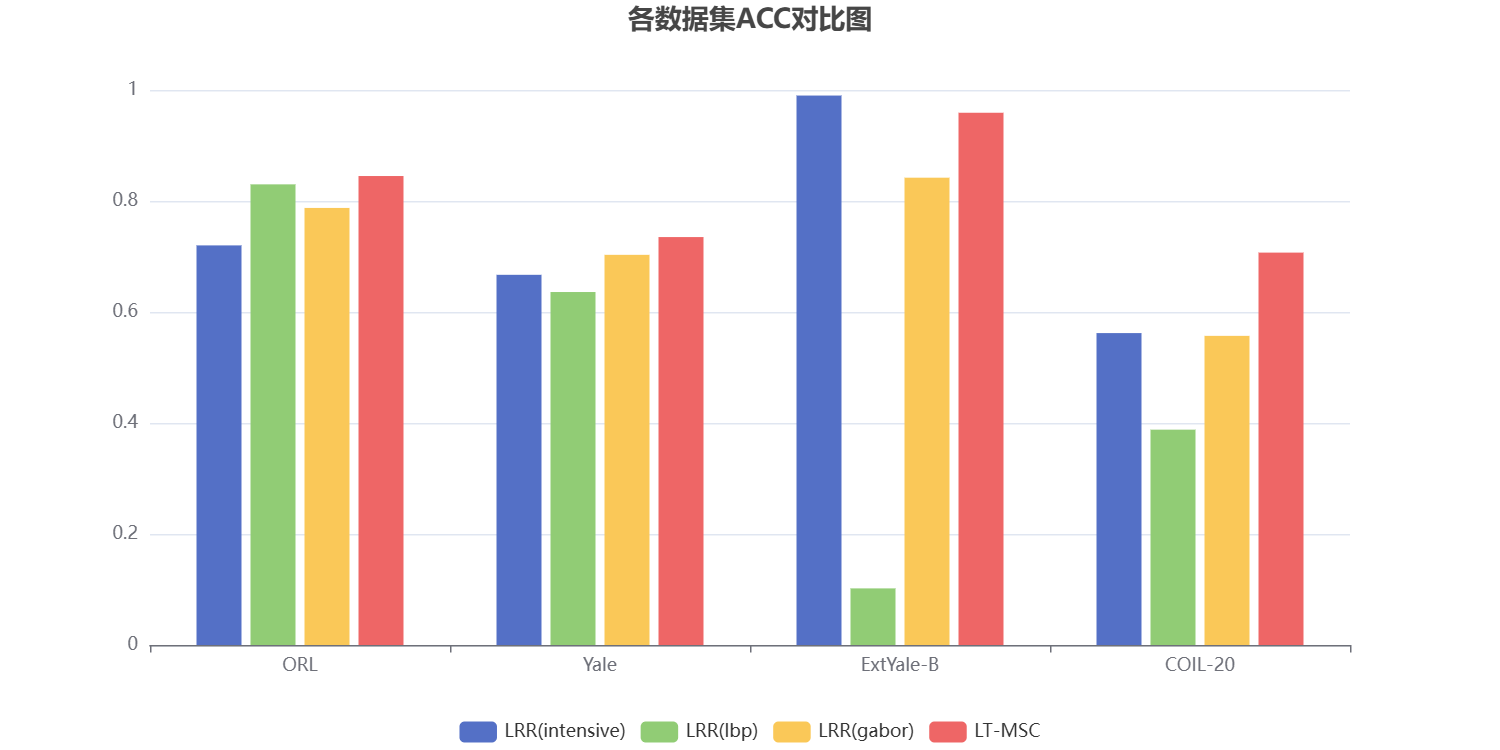 各数据集ACC对比图
1
0.8
0.6
0.4
0.2
0
ORL Yale ExtYale-B COIL-20
LRR(intensive) LRR(lbp) LRR(gabor) LT-MSC